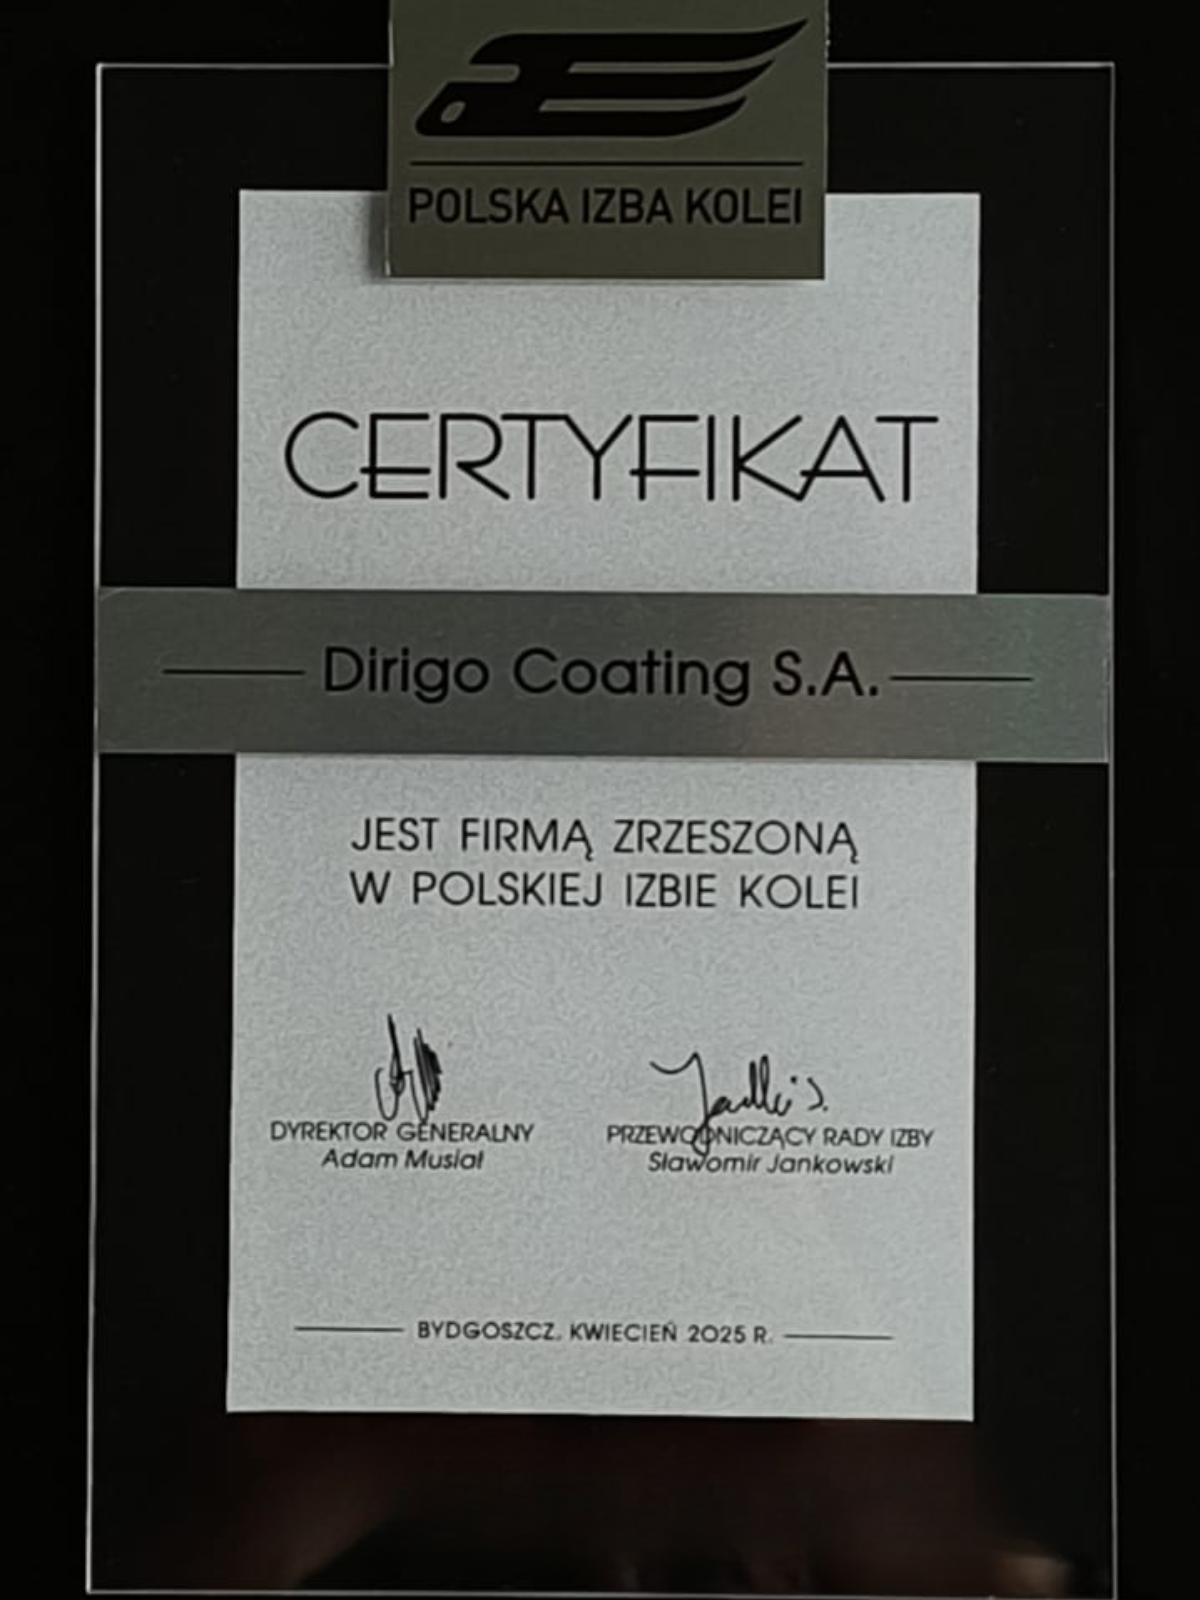 POLSKA IZBA KOLEI
CERTYFIKAT
Dirigo Coating S.A.
JEST FIRMĄ ZRZESZONĄ
W POLSKIEJ IZBIE KOLEI
DYREKTOR GENERALNY
Adam Musiał
PRZEWODNICZĄCY RADY IZBY
Sławomir Jankowski
BYDGOSZCZ, KWIECIEŃ 2025 R.